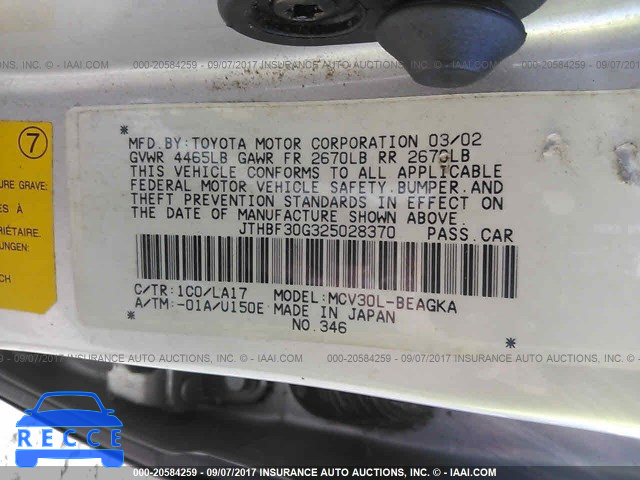 000-20584259 - 09/07/2017 INSURANCE AUTO AUCTIONS, INC. - © - IAAI.COM
7
URE GRAVE:
À
RIÉTAIRE.
UNGEN!
MFD.BY:TOYOTA MOTOR CORPORATION 03/02
GVWR 4465LB GAWR FR 2670LB RR 2670LB
THIS VEHICLE CONFORMS TO ALL APPLICABLE
FEDERAL MOTOR VEHICLE SAFETY.BUMPER.AND
THEFT PREVENTION STANDARDS IN EFFECT ON
THE DATE OF MANUFACTURE SHOWN ABOVE.
JTHBF30G325028370 PASS.CAR
C/TR:1C0/LA17 MODEL:MCV30L-BEAGKA
A/TM:-01A/U150E MADE IN JAPAN
NO.346
RECCE
000-20584259 - 09/07/2017 INSURANCE AUTO AUCTIONS, INC. - © - IAAI.COM